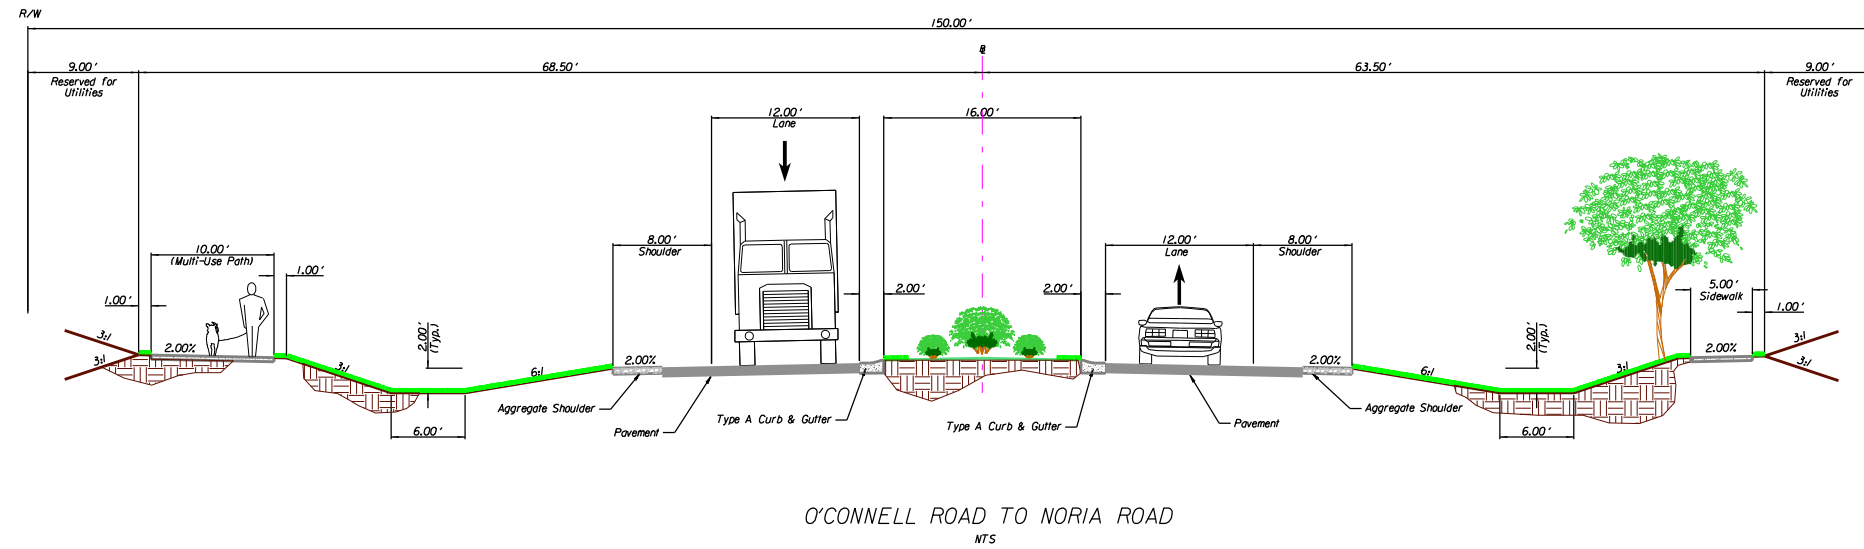 R/W
150.00'
9.00'
Reserved for
Utilities
68.50'
63.50'
9.00'
Reserved for
Utilities
12.00'
Lane
16.00'
8.00'
Shoulder
12.00'
Lane
8.00'
Shoulder
10.00'
(Multi-Use Path)
1.00'
1.00'
2.00'
2.00'
5.00'
Sidewalk
1.00'
3:1
3:1
2.00%
3:1
2.00'
(Typ.)
6:1
2.00%
2.00%
6:1
2.00'
(Typ.)
3:1
2.00%
3:1
3:1
6.00'
Aggregate Shoulder
Pavement
Type A Curb & Gutter
Type A Curb & Gutter
Pavement
Aggregate Shoulder
6.00'
O'CONNELL ROAD TO NORIA ROAD
NTS